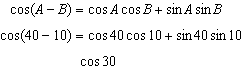 cos(A − B) = cos A cos B + sin A sin B
cos(40 − 10) = cos 40 cos 10 + sin 40 sin 10
cos 30